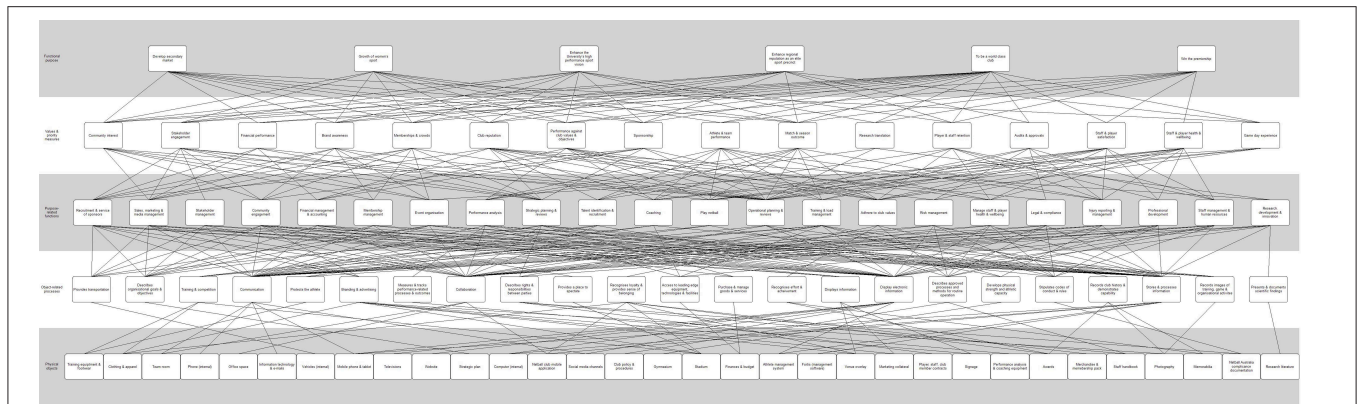 Functional
purpose
Develop secondary
market
Growth of women's
sport
Enhance the
University's high
performance sport
vision
Enhance regional
reputation as an elite
sport precinct
To be a world class
club
Win the premiership
Values &
priority
measures
Community interest
Stakeholder
engagement
Financial performance
Brand awareness
Memberships & crowds
Club reputation
Performance against
club values &
objectives
Sponsorship
Athlete & team
performance
Match & season
outcome
Research translation
Player & staff retention
Audits & approvals
Staff & player
satisfaction
Staff & player health &
wellbeing
Game day experience
Purpose-
related
functions
Recruitment & service
of sponsors
Sales, marketing &
media management
Stakeholder
management
Community
engagement
Financial management
& accounting
Membership
management
Event organisation
Performance analysis
Strategic planning &
reviews
Talent identification &
recruitment
Coaching
Play netball
Operational planning &
reviews
Training & load
management
Adhere to club values
Risk management
Manage staff & player
health & wellbeing
Legal & compliance
Injury reporting &
management
Professional
development
Staff management &
human resources
Research
development &
innovation
Object-related
processes
Provides transportation
Describes
organisational goals &
objectives
Training & competition
Communication
Protects the athlete
Branding & advertising
Measures & tracks
performance-related
processes & outcomes
Collaboration
Describes rights &
responsibilities
between parties
Provides a place to
spectate
Recognises loyalty &
provides sense of
belonging
Access to leading edge
equipment,
technologies & facilities
Purchase & manage
goods & services
Recognises effort &
achievement
Displays information
Display electronic
information
Describes approved
processes and
methods for routine
operation
Develops physical
strength and athletic
capacity
Stipulates codes of
conduct & rules
Records club history &
demonstrates
capability
Stores & processes
information
Records images of
training, game &
organisational activities
Presents & documents
scientific findings
Physical
objects
Training equipment &
footwear
Clothing & apparel
Team room
Phone (internal)
Office space
Information technology
& e-mails
Vehicles (internal)
Mobile phone & tablet
Televisions
Website
Strategic plan
Computer (internal)
Netball club mobile
application
Social media channels
Club policy &
procedures
Gymnasium
Stadium
Finances & budget
Athlete management
system
Fusite (management
software)
Venue overlay
Marketing collateral
Player, staff, club
member contracts
Signage
Performance analysis
& coaching equipment
Awards
Merchandise &
membership pack
Staff handbook
Photography
Memorabilia
Netball Australia
compliance
documentation
Research literature